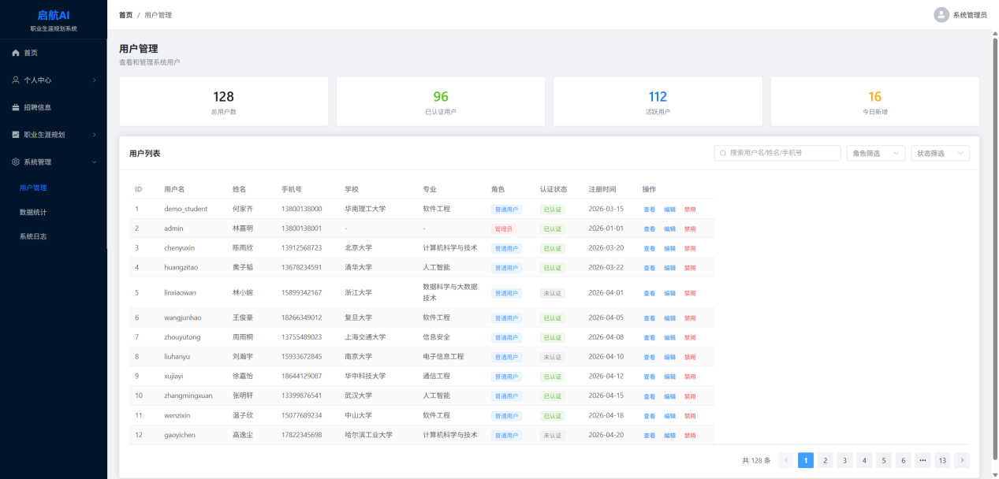 启航AI
职业生涯规划系统
首页
个人中心
招聘信息
职业生涯规划
系统管理
用户管理
数据统计
系统日志
首页 / 用户管理
系统管理员
用户管理
查看和管理系统用户
128
总用户数
96
已认证用户
112
活跃用户
16
今日新增
用户列表
搜索用户名/姓名/手机号
角色筛选
状态筛选
ID 用户名 姓名 手机号 学校 专业 角色 认证状态 注册时间 操作
1 demo_student 何家齐 13800138000 华南理工大学 软件工程 普通用户 已认证 2026-03-15 查看 编辑 禁用
2 admin 林嘉明 13800138001 - - 管理员 已认证 2026-01-01 查看 编辑 禁用
3 chenyuxin 陈雨欣 13912568723 北京大学 计算机科学与技术 普通用户 已认证 2026-03-20 查看 编辑 禁用
4 huangzitao 黄子韬 13678234591 清华大学 人工智能 普通用户 已认证 2026-03-22 查看 编辑 禁用
5 linxiaowan 林小婉 15899342167 浙江大学 数据科学与大数据
技术 普通用户 未认证 2026-04-01 查看 编辑 禁用
6 wangjunhao 王俊豪 18266349012 复旦大学 软件工程 普通用户 已认证 2026-04-05 查看 编辑 禁用
7 zhouyutong 周雨桐 13755489023 上海交通大学 信息安全 普通用户 已认证 2026-04-08 查看 编辑 禁用
8 liuhanyu 刘瀚宇 15933672845 南京大学 电子信息工程 普通用户 未认证 2026-04-10 查看 编辑 禁用
9 xujiayi 徐嘉怡 18644129087 华中科技大学 通信工程 普通用户 已认证 2026-04-12 查看 编辑 禁用
10 zhangmingxuan 张明轩 13399876541 武汉大学 人工智能 普通用户 已认证 2026-04-15 查看 编辑 禁用
11 wenzixin 温子欣 15077689234 中山大学 软件工程 普通用户 已认证 2026-04-18 查看 编辑 禁用
12 gaoyichen 高逸尘 17822345698 哈尔滨工业大学 计算机科学与技术 普通用户 未认证 2026-04-20 查看 编辑 禁用
共 128 条 1 2 3 4 5 6 ··· 13